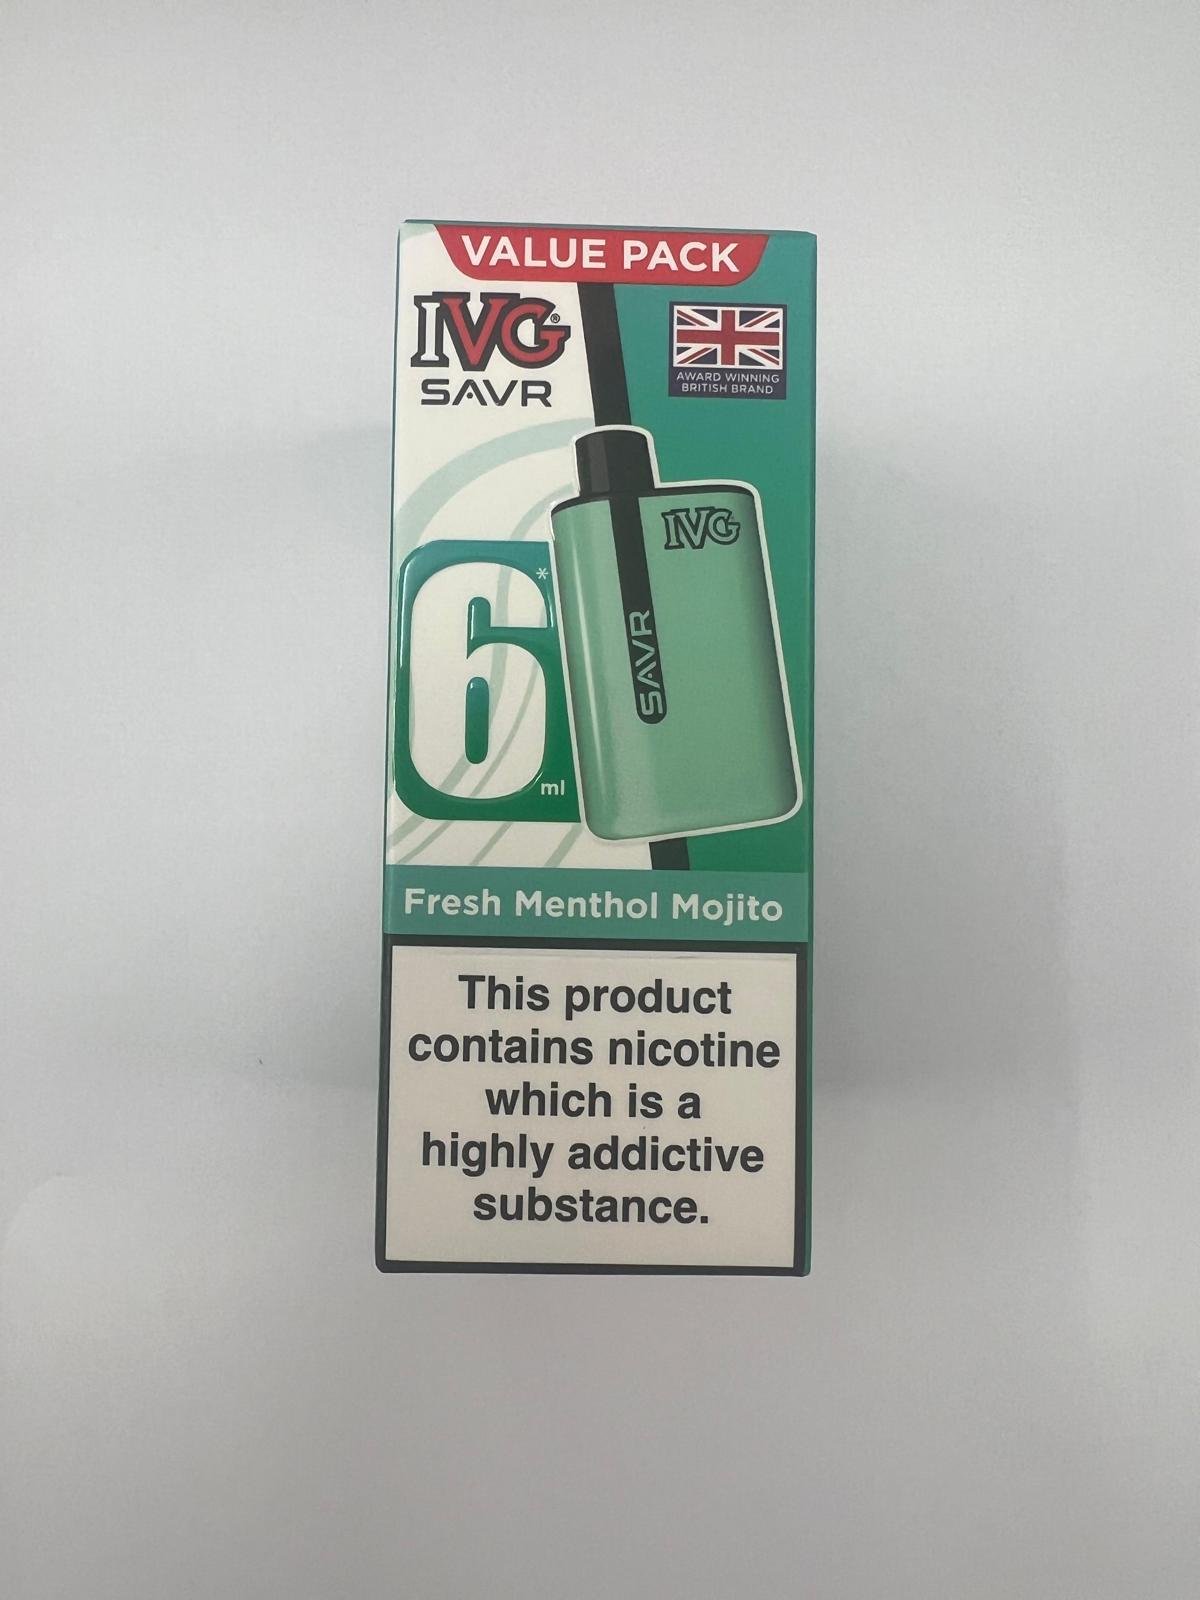 VALUE PACK
IVG®
SAVR
AWARD WINNING
BRITISH BRAND
IVG
SAVR
6*
ml
Fresh Menthol Mojito
This product
contains nicotine
which is a
highly addictive
substance.